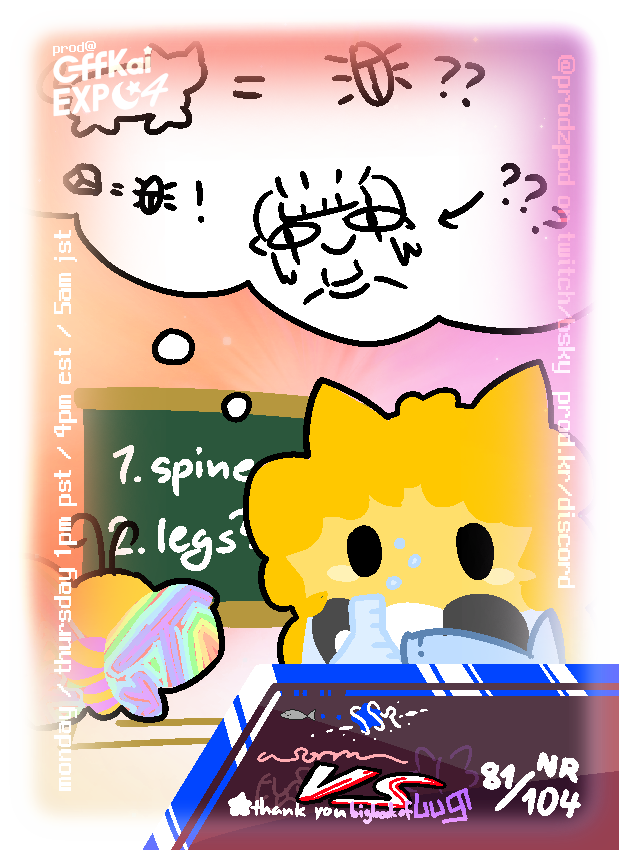 prod@
OffKai
EXPO4
= ??
= !
??
@prodzpod on twitch/bsky prod.kr/discord
monday / thursday 1pm pst / 4pm est / 5am jst
1. spine
2. legs?
worm
VS
bug
thank you
81/104
NR